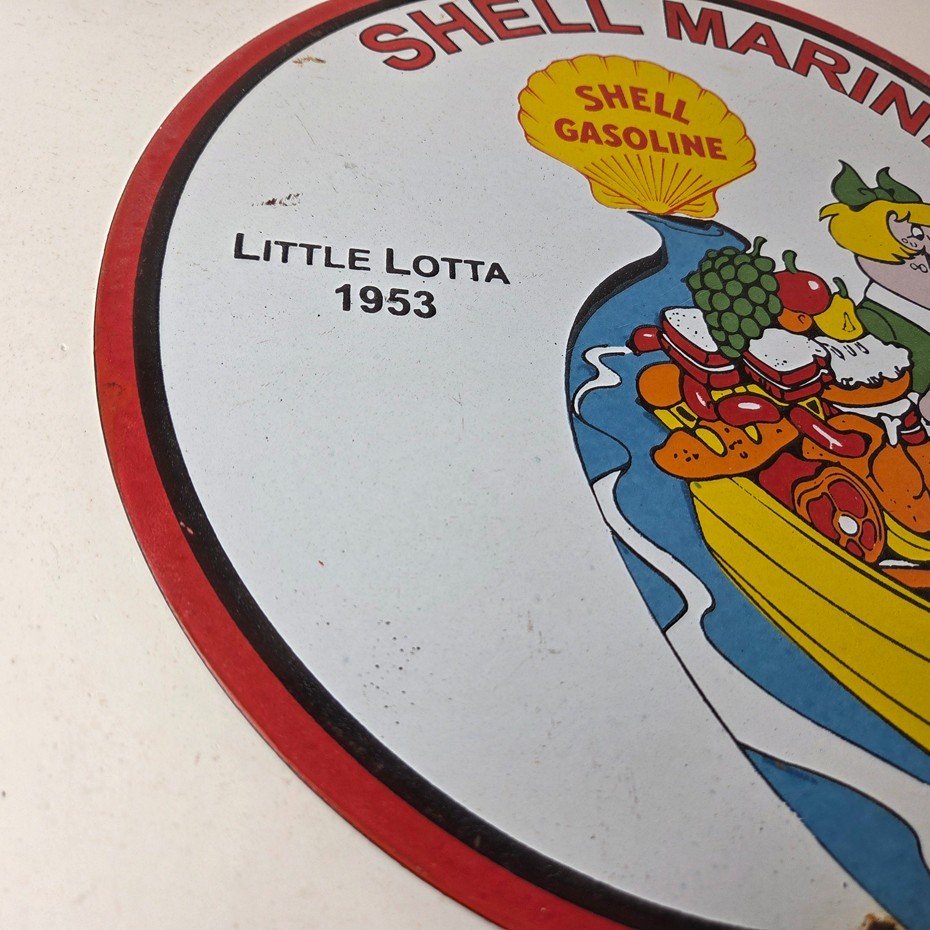 SHELL MARIN
SHELL
GASOLINE
LITTLE LOTTA
1953